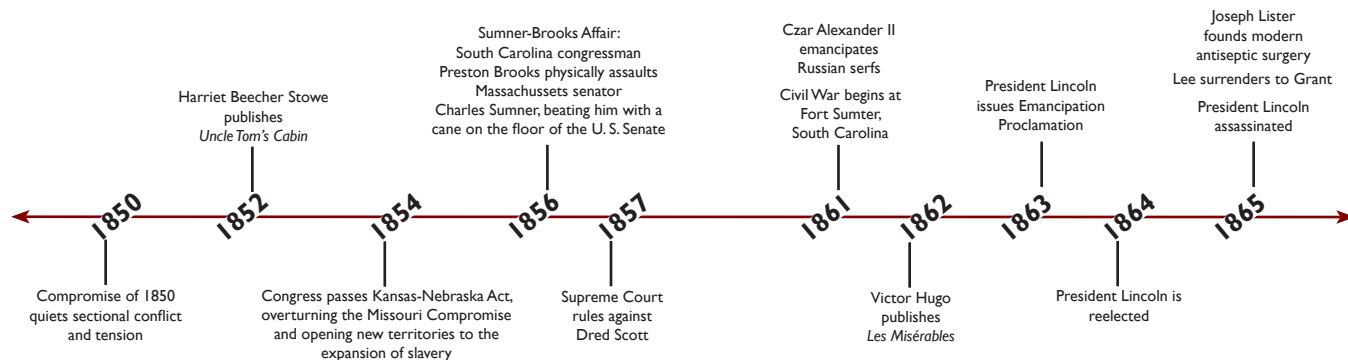 Compromise of 1850
quiets sectional conflict
and tension
1850
Harriet Beecher Stowe
publishes
Uncle Tom's Cabin
1852
1854
Congress passes Kansas-Nebraska Act,
overturning the Missouri Compromise
and opening new territories to the
expansion of slavery
Sumner-Brooks Affair:
South Carolina congressman
Preston Brooks physically assaults
Massachussets senator
Charles Sumner, beating him with a
cane on the floor of the U. S. Senate
1856
1857
Supreme Court
rules against
Dred Scott
Czar Alexander II
emancipates
Russian serfs
Civil War begins at
Fort Sumter,
South Carolina
1861
1862
Victor Hugo
publishes
Les Misérables
President Lincoln
issues Emancipation
Proclamation
1863
1864
President Lincoln is
reelected
Joseph Lister
founds modern
antiseptic surgery
Lee surrenders to Grant
President Lincoln
assassinated
1865